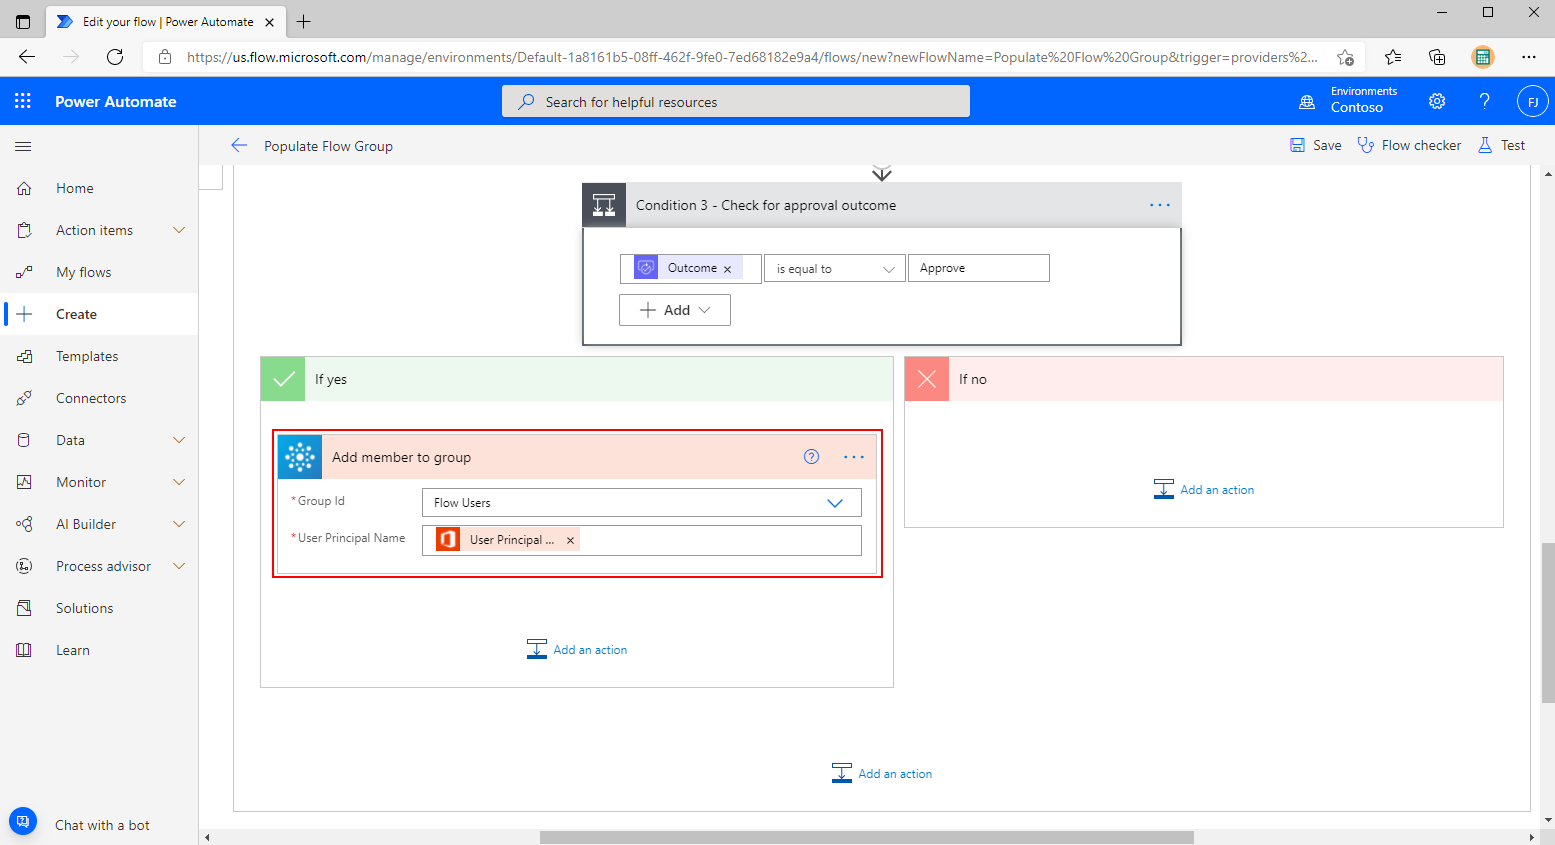 Edit your flow | Power Automate
https://us.flow.microsoft.com/manage/environments/Default-1a8161b5-08ff-462f-9fe0-7ed68182e9a4/flows/new?newFlowName=Populate%20Flow%20Group&trigger=providers%2...
Power Automate
Search for helpful resources
Environments
Contoso
?
FJ
Populate Flow Group
Save
Flow checker
Test
Home
Action items
My flows
Create
Templates
Connectors
Data
Monitor
AI Builder
Process advisor
Solutions
Learn
Chat with a bot
Condition 3 - Check for approval outcome
Outcome
is equal to
Approve
Add
If yes
If no
Add member to group
* Group Id
Flow Users
* User Principal Name
User Principal ...
Add an action
Add an action
Add an action